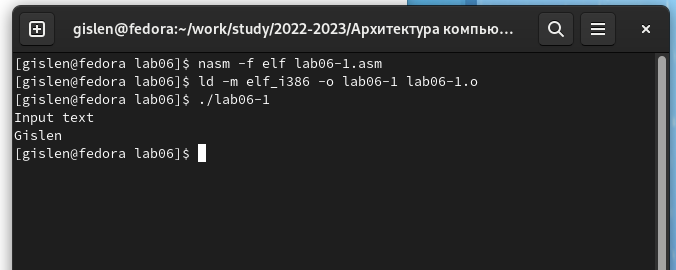 gislen@fedora:~/work/study/2022-2023/Архитектура компью...
[gislen@fedora lab06]$ nasm -f elf lab06-1.asm
[gislen@fedora lab06]$ ld -m elf_i386 -o lab06-1 lab06-1.o
[gislen@fedora lab06]$ ./lab06-1
Input text
Gislen
[gislen@fedora lab06]$